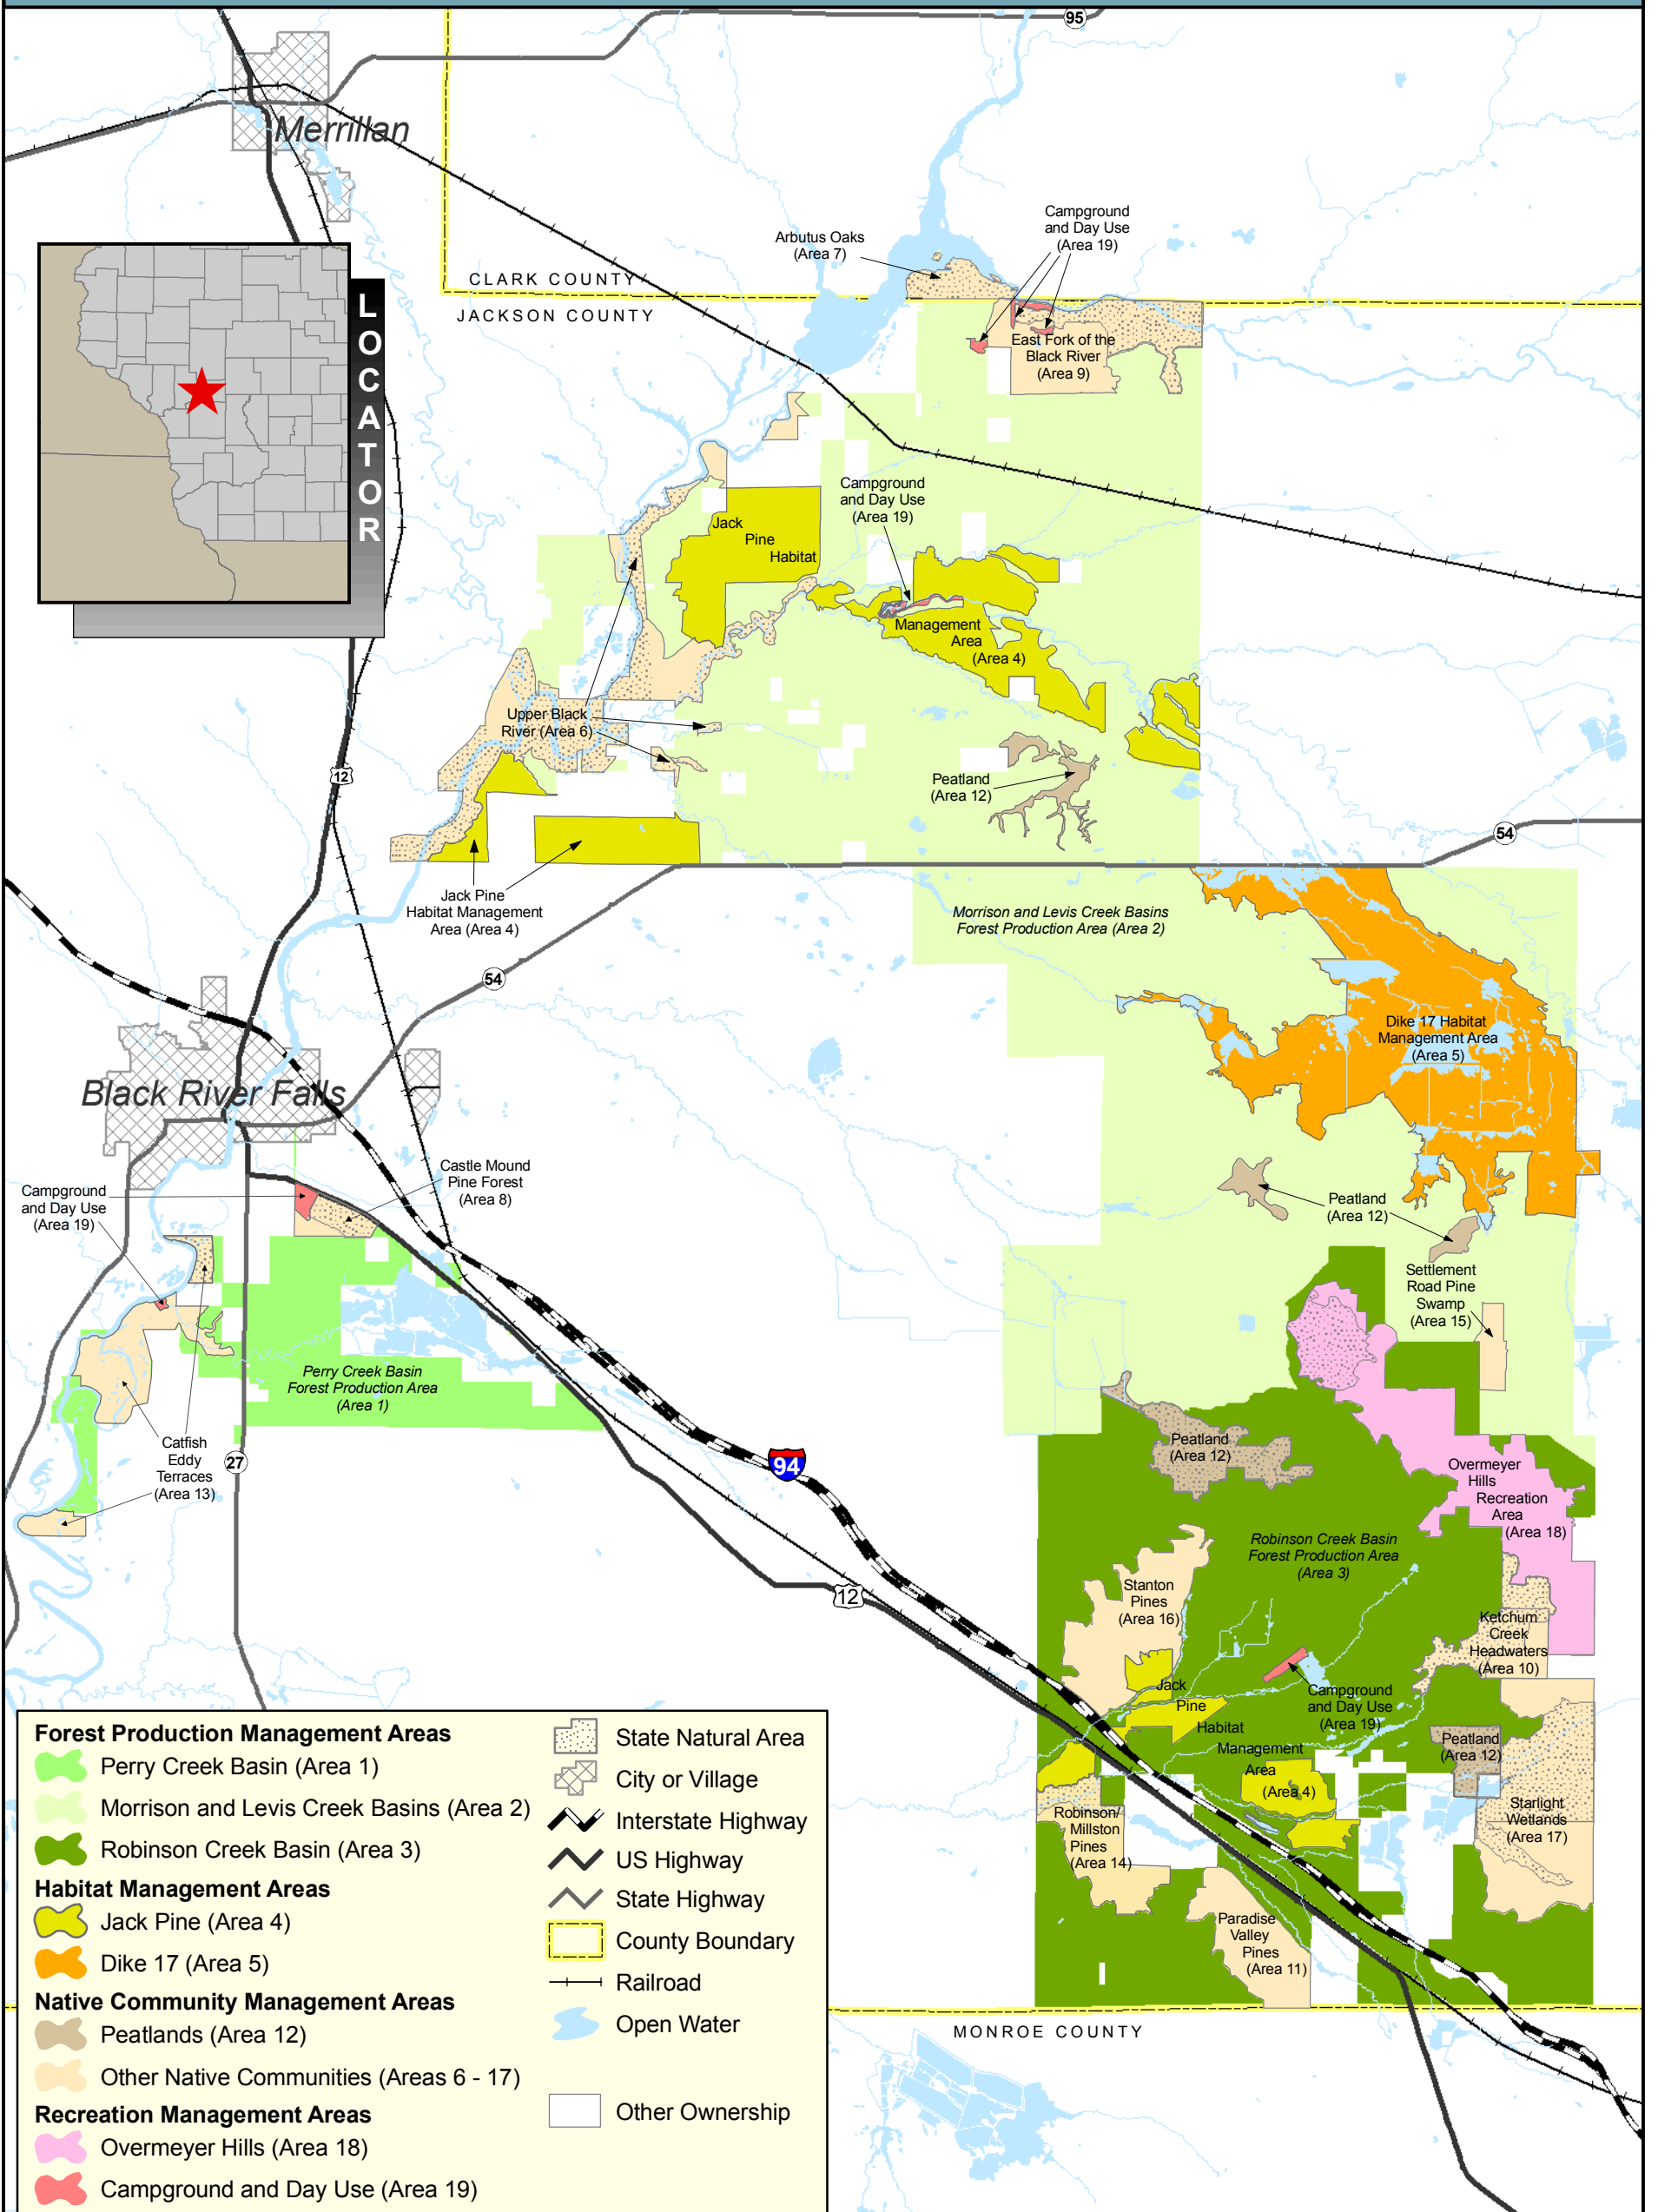 95
Merrillan
LOCATOR
CLARK COUNTY
JACKSON COUNTY
Arbutus Oaks
(Area 7)
Campground
and Day Use
(Area 19)
East Fork of the
Black River
(Area 9)
Campground
and Day Use
(Area 19)
Jack
Pine
Habitat
Management
Area
(Area 4)
Upper Black
River (Area 6)
12
Peatland
(Area 12)
54
Jack Pine
Habitat Management
Area (Area 4)
Morrison and Levis Creek Basins
Forest Production Area (Area 2)
54
Dike 17 Habitat
Management Area
(Area 5)
Black River Falls
Castle Mound
Pine Forest
(Area 8)
Campground
and Day Use
(Area 19)
Peatland
(Area 12)
Settlement
Road Pine
Swamp
(Area 15)
Perry Creek Basin
Forest Production Area
(Area 1)
Catfish
Eddy
Terraces
(Area 13)
27
94
Peatland
(Area 12)
Overmeyer
Hills
Recreation
Area
(Area 18)
Robinson Creek Basin
Forest Production Area
(Area 3)
12
Stanton
Pines
(Area 16)
Ketchum
Creek
Headwaters
(Area 10)
Jack
Pine
Habitat
Management
Area
(Area 4)
Campground
and Day Use
(Area 19)
Peatland
(Area 12)
Starlight
Wetlands
(Area 17)
Robinson/
Millston
Pines
(Area 14)
Paradise
Valley
Pines
(Area 11)
MONROE COUNTY
Forest Production Management Areas
Perry Creek Basin (Area 1)
Morrison and Levis Creek Basins (Area 2)
Robinson Creek Basin (Area 3)
Habitat Management Areas
Jack Pine (Area 4)
Dike 17 (Area 5)
Native Community Management Areas
Peatlands (Area 12)
Other Native Communities (Areas 6 - 17)
Recreation Management Areas
Overmeyer Hills (Area 18)
Campground and Day Use (Area 19)
State Natural Area
City or Village
Interstate Highway
US Highway
State Highway
County Boundary
Railroad
Open Water
Other Ownership